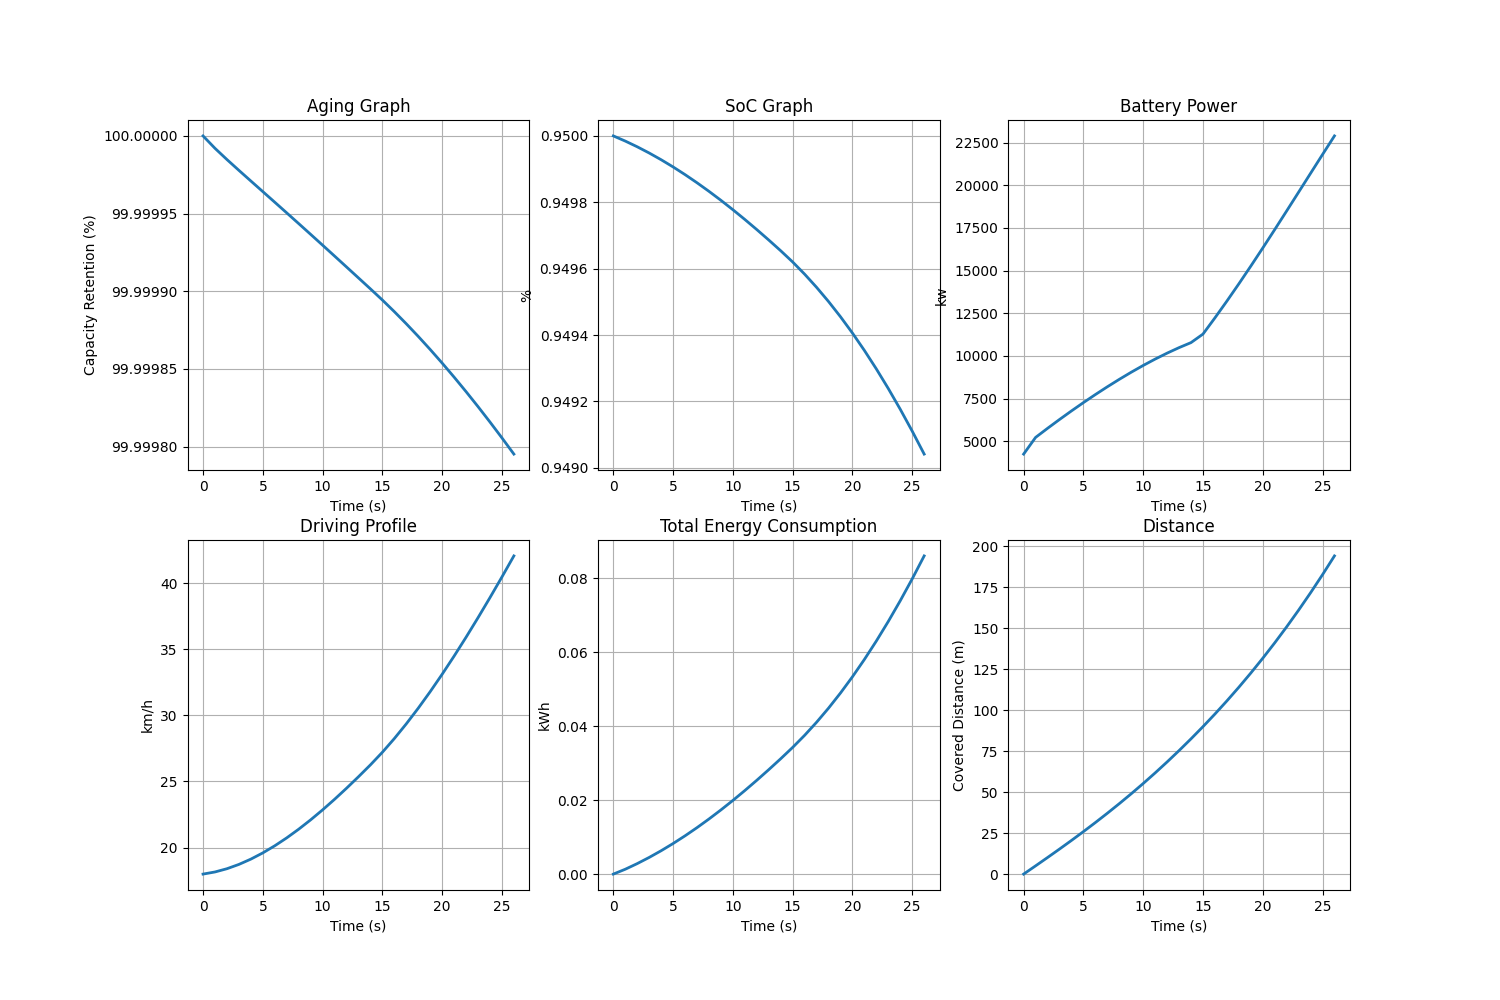 Aging Graph
SoC Graph
Battery Power
100.00000
99.99995
99.99990
99.99985
99.99980
Capacity Retention (%)
0 5 10 15 20 25
Time (s)
0.9500
0.9498
0.9496
0.9494
0.9492
0.9490
%
0 5 10 15 20 25
Time (s)
22500
20000
17500
15000
12500
10000
7500
5000
kw
0 5 10 15 20 25
Time (s)
Driving Profile
Total Energy Consumption
Distance
40
35
30
25
20
km/h
0 5 10 15 20 25
Time (s)
0.08
0.06
0.04
0.02
0.00
kWh
0 5 10 15 20 25
Time (s)
200
175
150
125
100
75
50
25
0
Covered Distance (m)
0 5 10 15 20 25
Time (s)